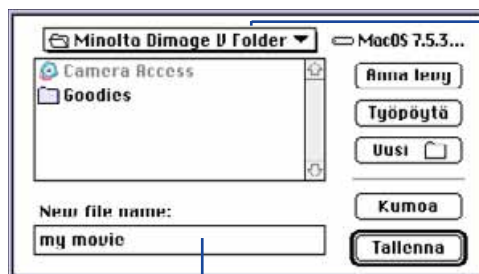 Minolta Dimage V Folder
MacOS 7.5.3...
Camera Access
Goodies
Anna levy
Työpöytä
Uusi
New file name:
my movie
Kumoa
Tallenna